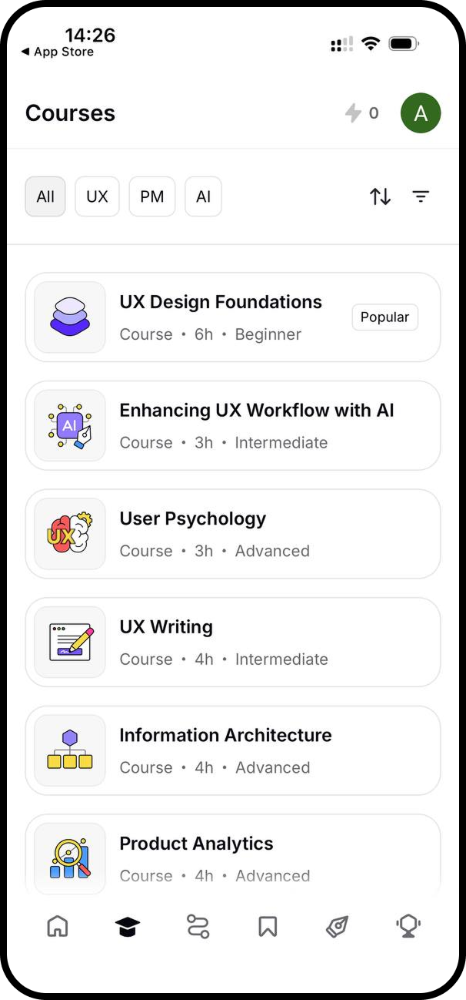 14:26
◀ App Store
Courses
0
A
All
UX
PM
AI
UX Design Foundations
Course • 6h • Beginner
Popular
AI
Enhancing UX Workflow with AI
Course • 3h • Intermediate
UX
User Psychology
Course • 3h • Advanced
UX Writing
Course • 4h • Intermediate
Information Architecture
Course • 4h • Advanced
Product Analytics
Course • 4h • Advanced